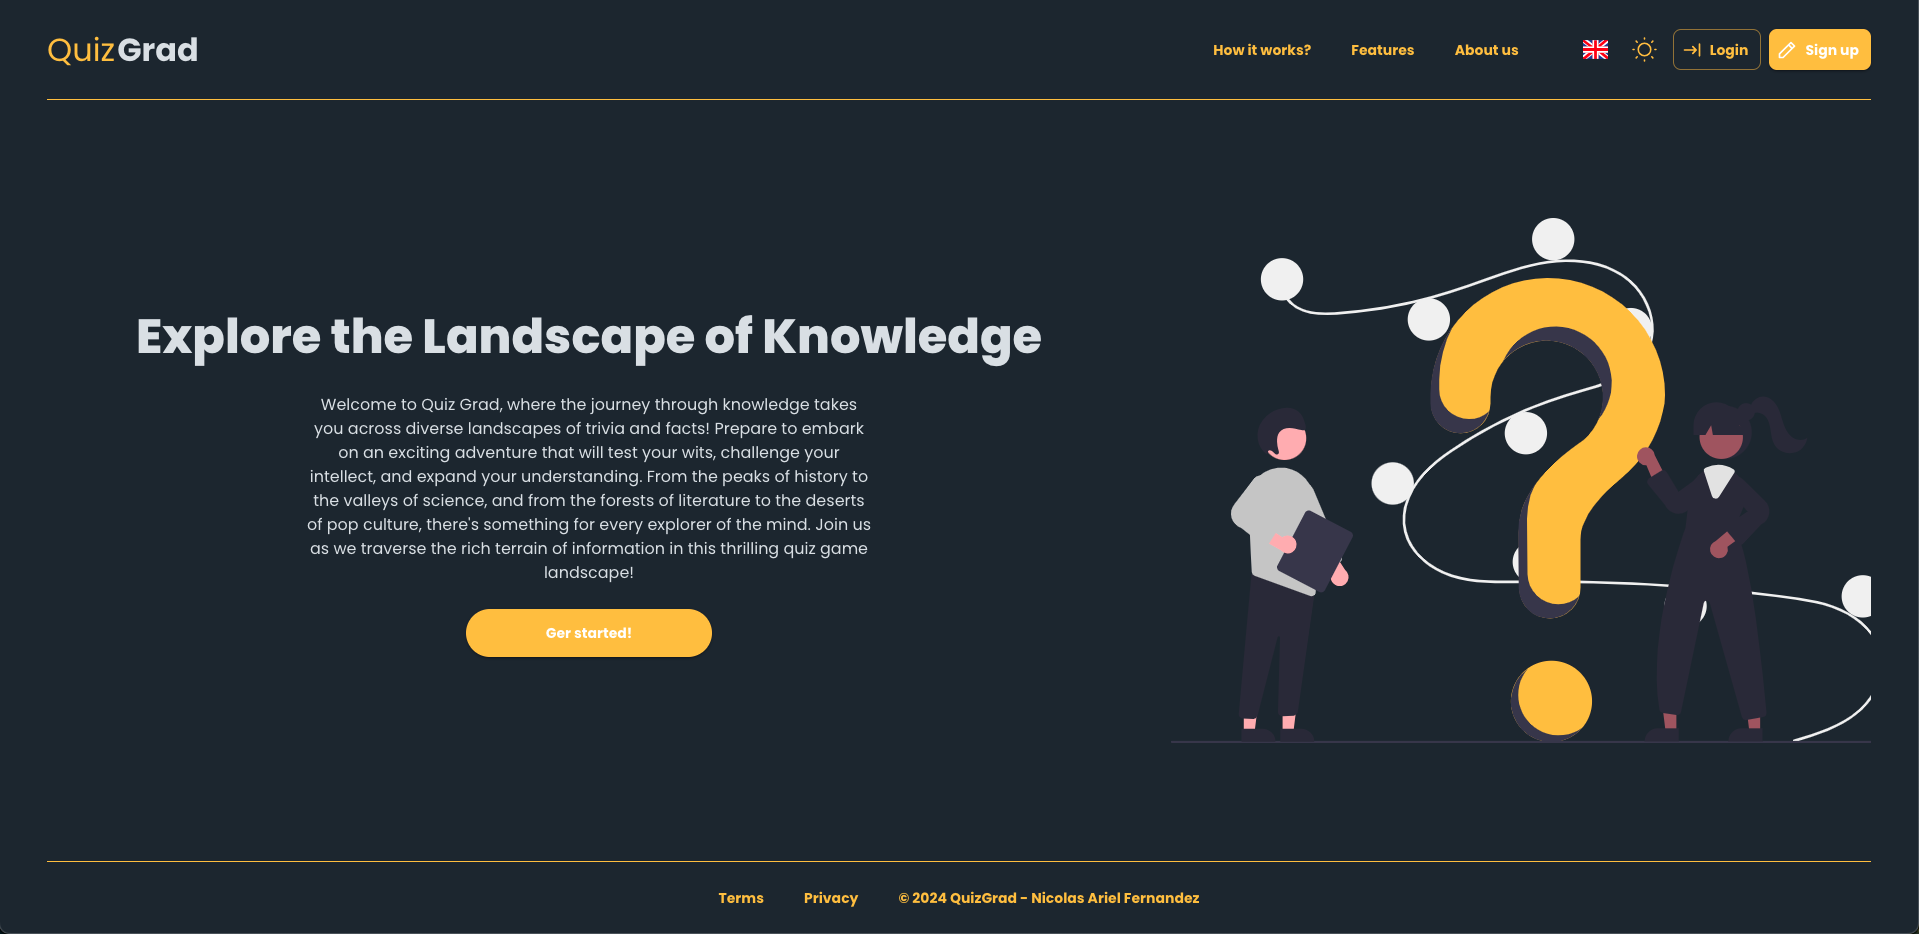 QuizGrad
How it works? Features About us Login Sign up
Explore the Landscape of Knowledge
Welcome to Quiz Grad, where the journey through knowledge takes
you across diverse landscapes of trivia and facts! Prepare to embark
on an exciting adventure that will test your wits, challenge your
intellect, and expand your understanding. From the peaks of history to
the valleys of science, and from the forests of literature to the deserts
of pop culture, there's something for every explorer of the mind. Join us
as we traverse the rich terrain of information in this thrilling quiz game
landscape!
Ger started!
Terms Privacy © 2024 QuizGrad - Nicolas Ariel Fernandez